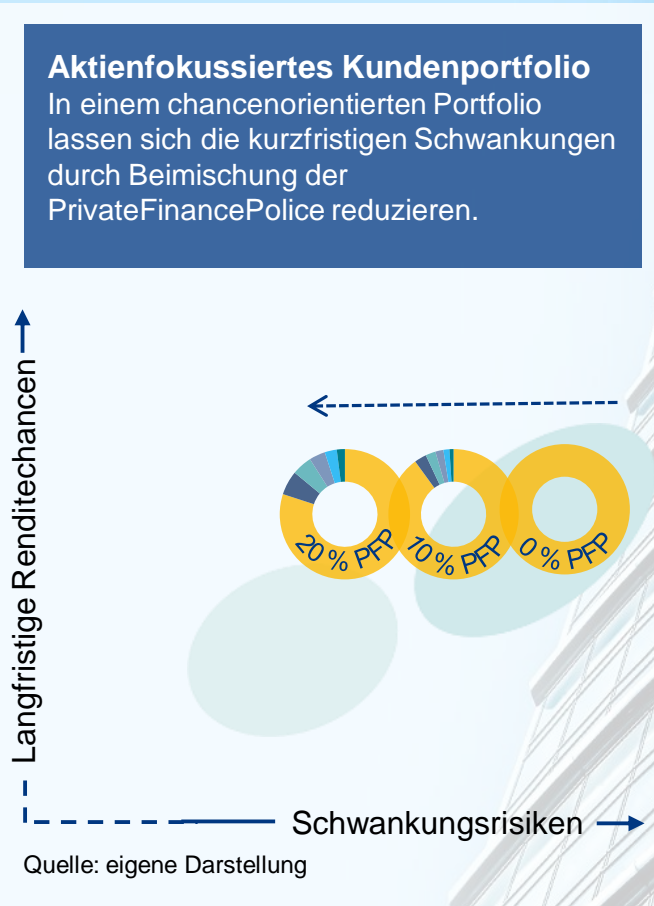 Aktienfokussiertes Kundenportfolio
In einem chancenorientierten Portfolio
lassen sich die kurzfristigen Schwankungen
durch Beimischung der
PrivateFinancePolice reduzieren.
Langfristige Renditechancen
20 % PFP
10 % PFP
0 % PFP
Schwankungsrisiken
Quelle: eigene Darstellung